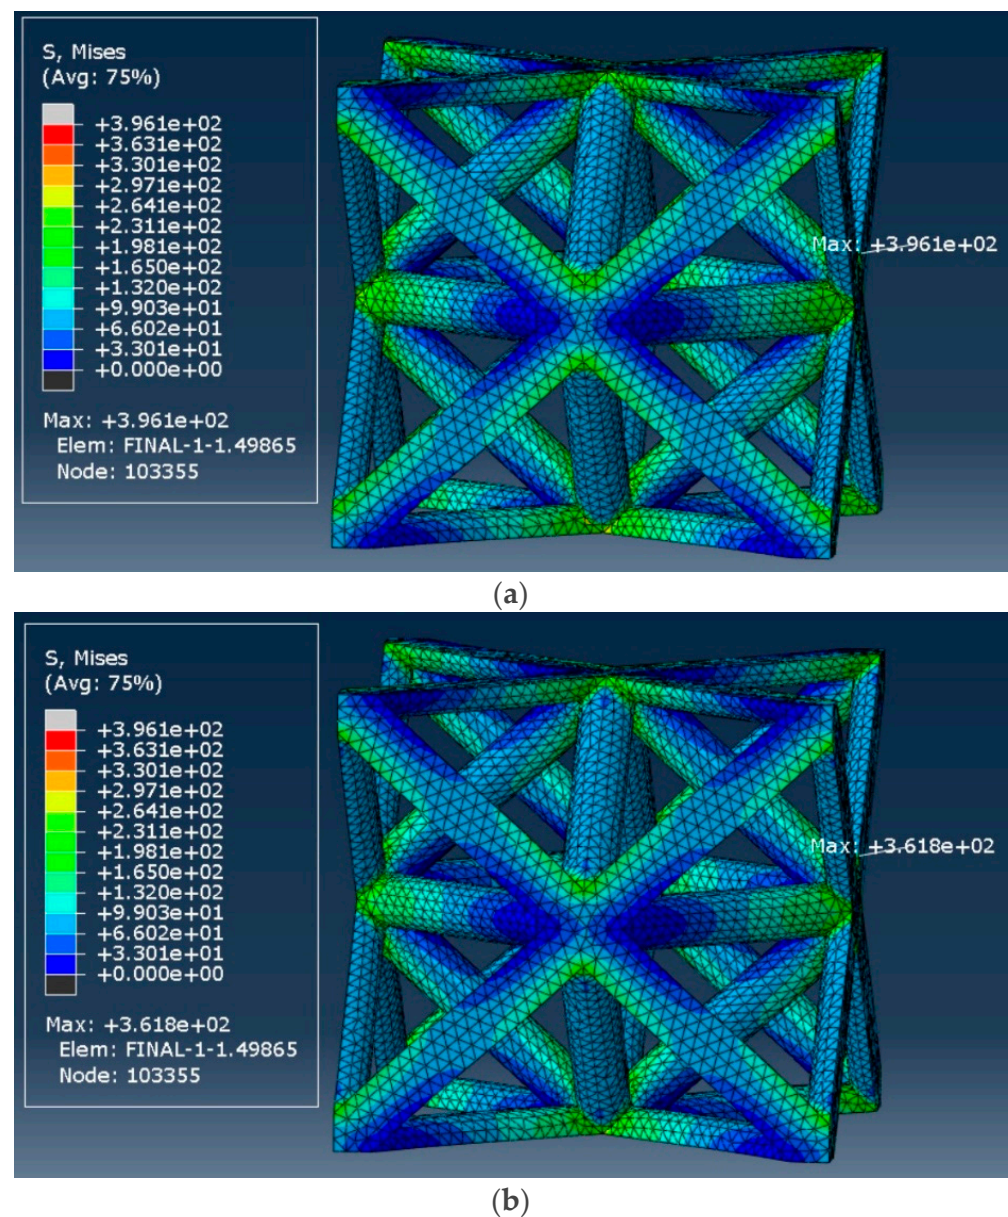 S, Mises
(Avg: 75%)
+3.961e+02
+3.631e+02
+3.301e+02
+2.971e+02
+2.641e+02
+2.311e+02
+1.981e+02
+1.650e+02
+1.320e+02
+9.903e+01
+6.602e+01
+3.301e+01
+0.000e+00
Max: +3.961e+02
Elem: FINAL-1-1.49865
Node: 103355
Max: +3.961e+02
(a)
S, Mises
(Avg: 75%)
+3.961e+02
+3.631e+02
+3.301e+02
+2.971e+02
+2.641e+02
+2.311e+02
+1.981e+02
+1.650e+02
+1.320e+02
+9.903e+01
+6.602e+01
+3.301e+01
+0.000e+00
Max: +3.618e+02
Elem: FINAL-1-1.49865
Node: 103355
Max: +3.618e+02
(b)